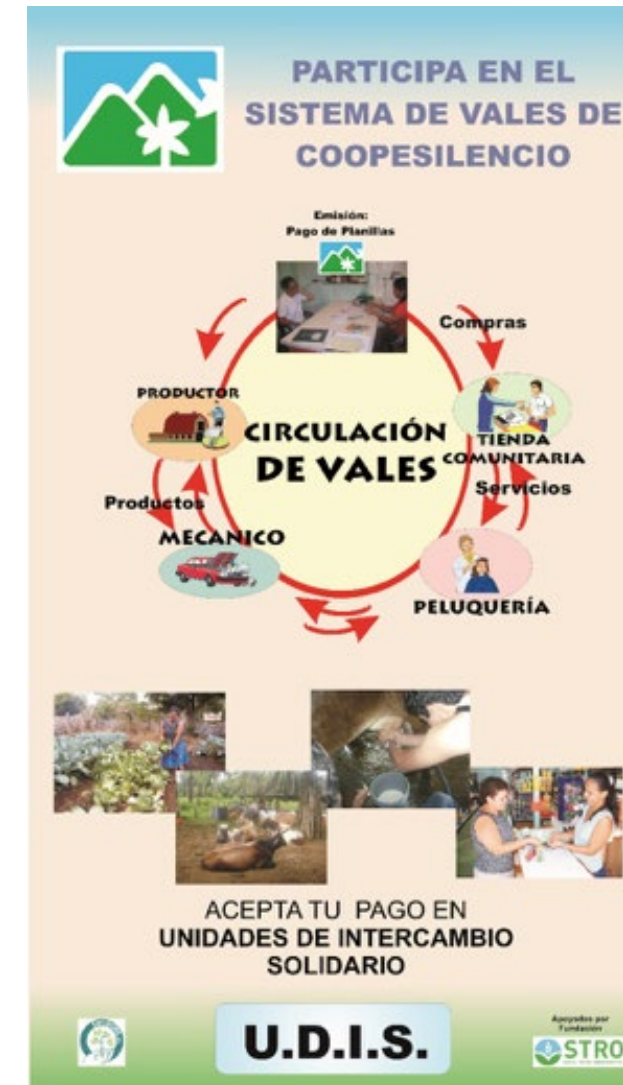 PARTICIPA EN EL
SISTEMA DE VALES DE
COOPESILENCIO
Emisión:
Pago de Planillas
Compras
PRODUCTOR
CIRCULACIÓN
DE VALES
TIENDA
COMUNITARIA
Servicios
Productos
MECANICO
PELUQUERÍA
ACEPTA TU PAGO EN
UNIDADES DE INTERCAMBIO
SOLIDARIO
U.D.I.S.
Apoyados por
Fundación
STRO